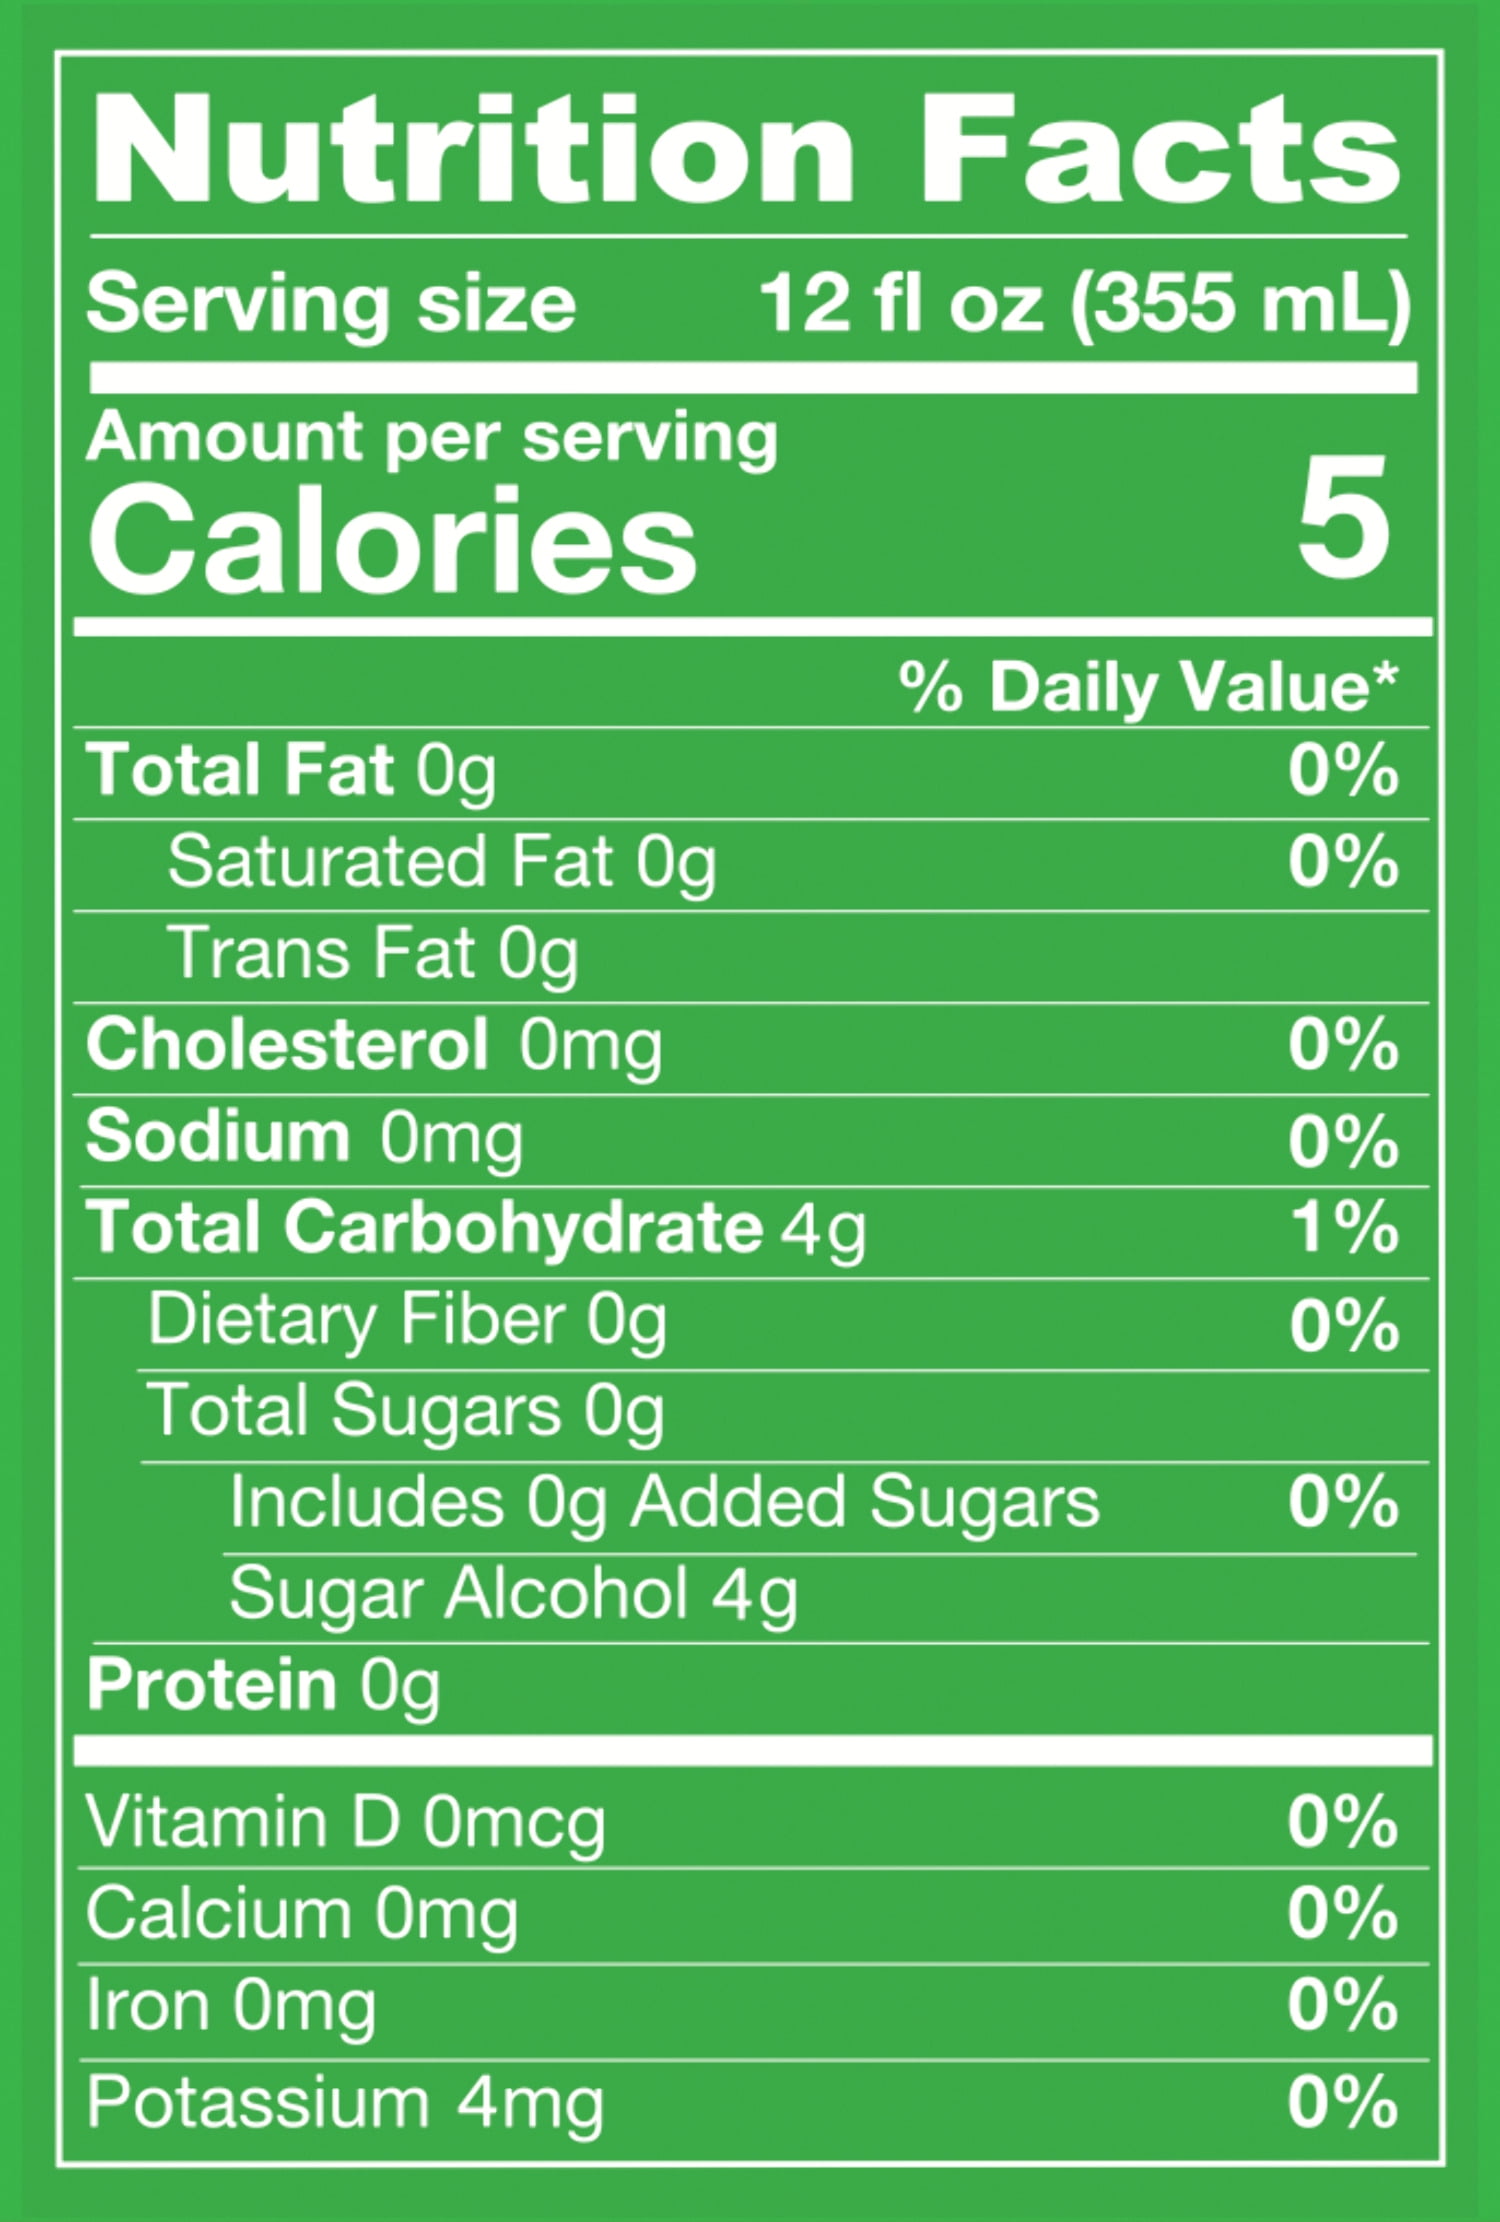 Nutrition Facts
Serving size 12 fl oz (355 mL)
Amount per serving
Calories 5
% Daily Value*
Total Fat 0g 0%
Saturated Fat 0g 0%
Trans Fat 0g
Cholesterol 0mg 0%
Sodium 0mg 0%
Total Carbohydrate 4g 1%
Dietary Fiber 0g 0%
Total Sugars 0g
Includes 0g Added Sugars 0%
Sugar Alcohol 4g
Protein 0g
Vitamin D 0mcg 0%
Calcium 0mg 0%
Iron 0mg 0%
Potassium 4mg 0%